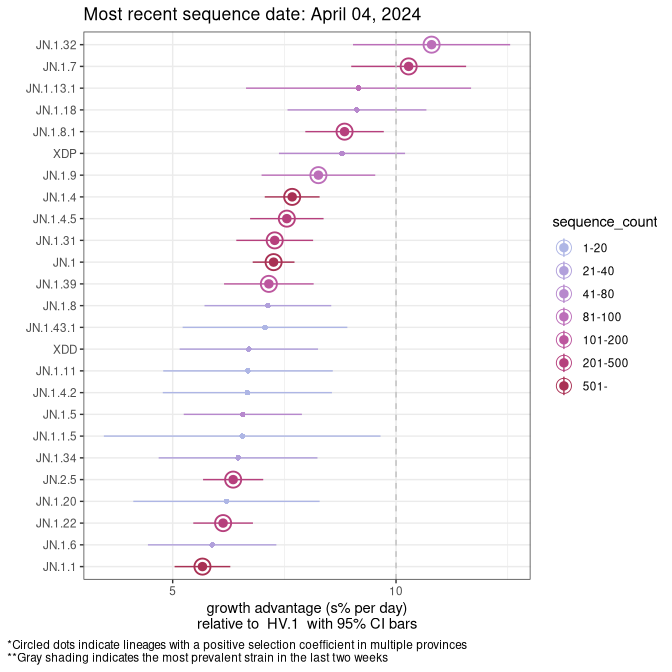 Most recent sequence date: April 04, 2024
JN.1.32
JN.1.7
JN.1.13.1
JN.1.18
JN.1.8.1
XDP
JN.1.9
JN.1.4
JN.1.4.5
JN.1.31
JN.1
JN.1.39
JN.1.8
JN.1.43.1
XDD
JN.1.11
JN.1.4.2
JN.1.5
JN.1.1.5
JN.1.34
JN.2.5
JN.1.20
JN.1.22
JN.1.6
JN.1.1
5 10
growth advantage (s% per day)
relative to HV.1 with 95% CI bars
sequence_count
1-20
21-40
41-80
81-100
101-200
201-500
501-
*Circled dots indicate lineages with a positive selection coefficient in multiple provinces
**Gray shading indicates the most prevalent strain in the last two weeks